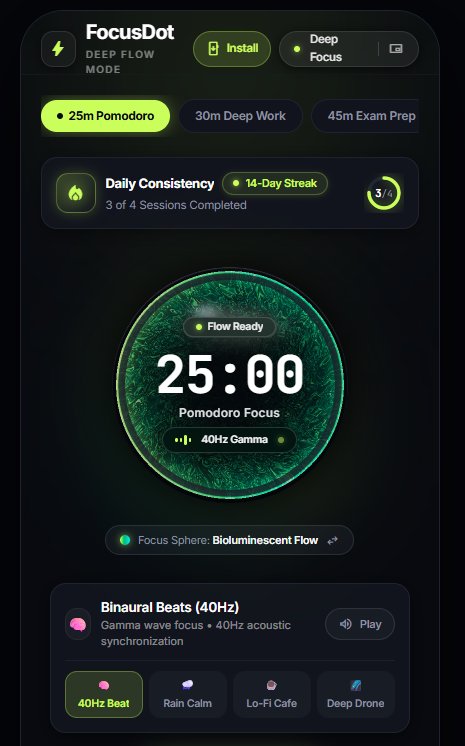 FocusDot
DEEP FLOW
MODE
Install
Deep
Focus
25m Pomodoro
30m Deep Work
45m Exam Prep
Daily Consistency
14-Day Streak
3 of 4 Sessions Completed
3/4
Flow Ready
25:00
Pomodoro Focus
40Hz Gamma
Focus Sphere: Bioluminescent Flow
Binaural Beats (40Hz)
Gamma wave focus • 40Hz acoustic
synchronization
Play
40Hz Beat
Rain Calm
Lo-Fi Cafe
Deep Drone